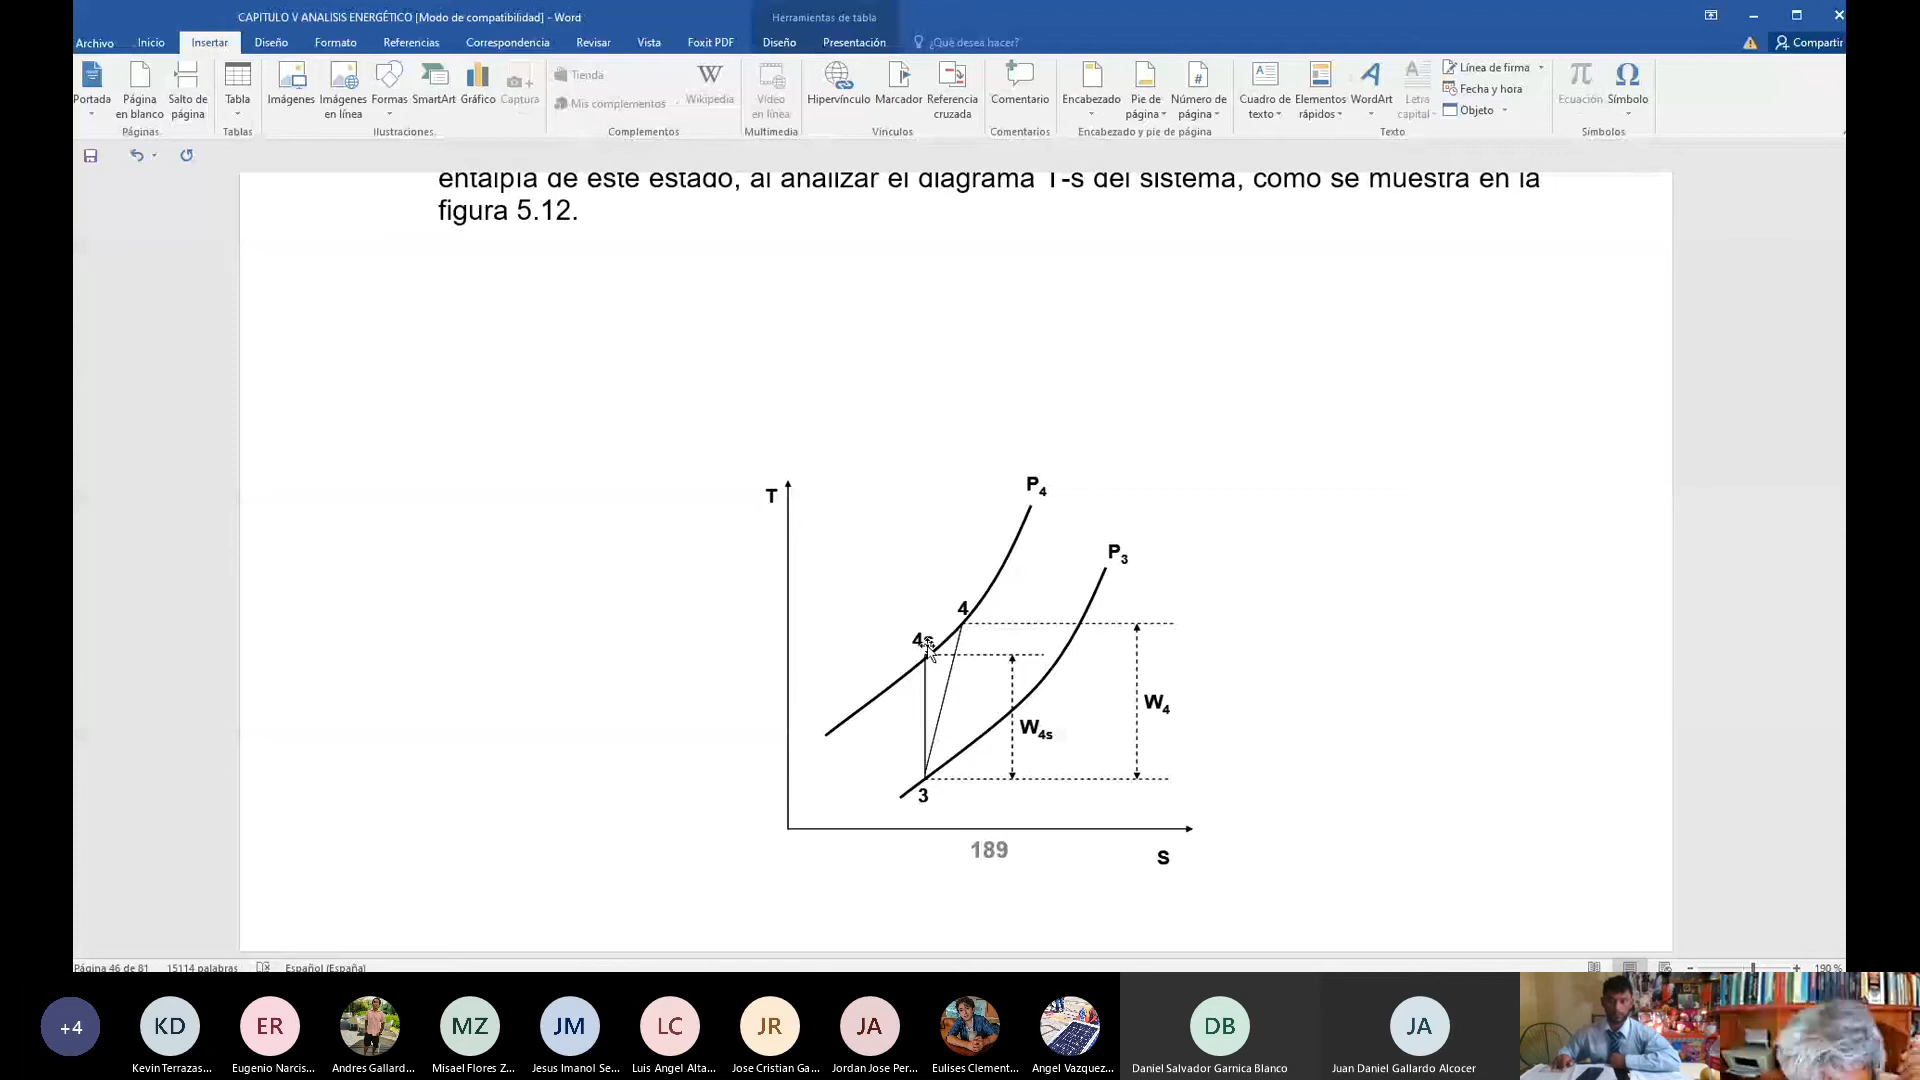 CAPITULO V ANALISIS ENERGÉTICO [Modo de compatibilidad] - Word
Herramientas de tabla
Archivo Inicio Insertar Diseño Formato Referencias Correspondencia Revisar Vista Foxit PDF Diseño Presentación ¿Qué desea hacer? Compartir
Portada
Página en blanco
Salto de página
Páginas
Tabla
Tablas
Imágenes
Imágenes en línea
Formas
SmartArt
Gráfico
Captura
Ilustraciones
Tienda
Mis complementos
Wikipedia
Complementos
Vídeo en línea
Multimedia
Hipervínculo
Marcador
Referencia cruzada
Vínculos
Comentario
Comentarios
Encabezado
Pie de página
Número de página
Encabezado y pie de página
Cuadro de texto
Elementos rápidos
WordArt
Letra capital
Línea de firma
Fecha y hora
Objeto
Texto
π Ecuación
Ω Símbolo
Símbolos
entalpía de este estado, al analizar el diagrama T-s del sistema, como se muestra en la
figura 5.12.
T
P4
P3
4
4s
W4
W4s
3
189
S
Página 46 de 81 15114 palabras Español (España) 190 %
+4 KD ER MZ JM LC JR JA DB JA
Kevin Terrazas... Eugenio Narcis... Andres Gallard... Misael Flores Z... Jesus Imanol Se... Luis Angel Alta... Jose Cristian Ga... Jordan Jose Per... Eulises Clement... Angel Vazquez... Daniel Salvador Garnica Blanco Juan Daniel Gallardo Alcocer